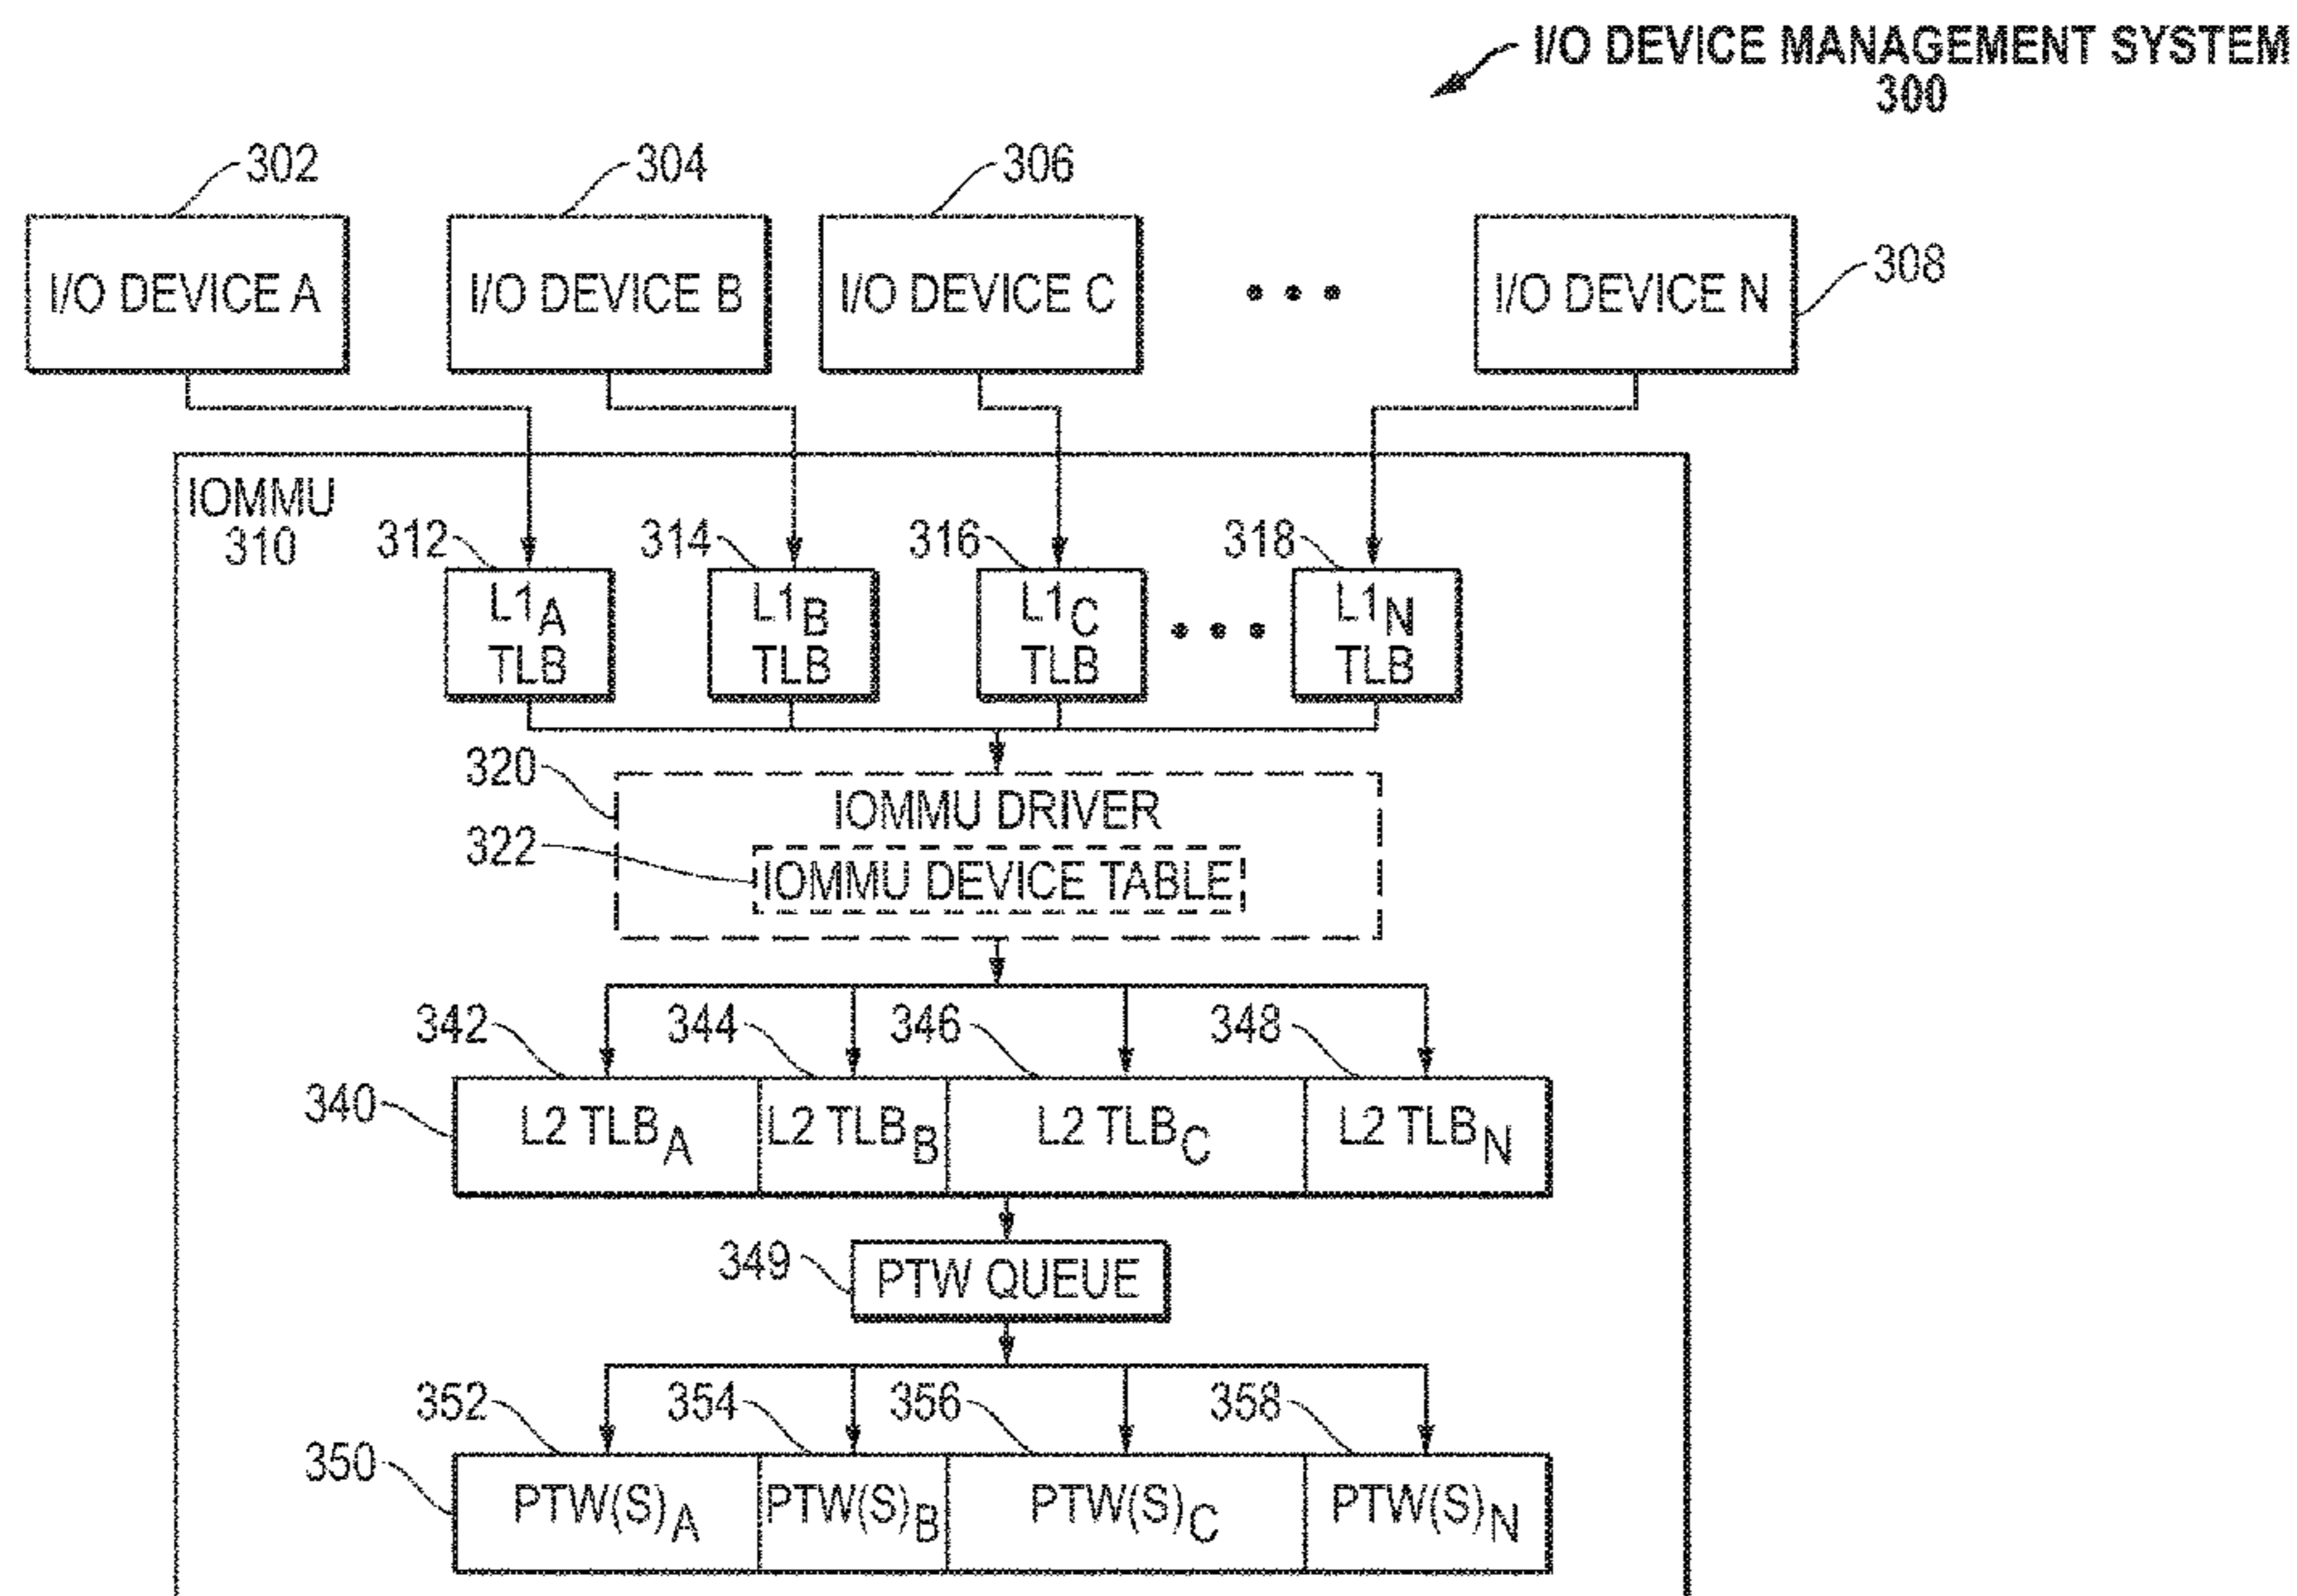 I/O DEVICE MANAGEMENT SYSTEM
300
302
304
306
I/O DEVICE A
I/O DEVICE B
I/O DEVICE C
I/O DEVICE N
308
IOMMU
310
312
314
316
318
L1A
TLB
L1B
TLB
L1C
TLB
L1N
TLB
320
IOMMU DRIVER
322
IOMMU DEVICE TABLE
342
344
346
348
340
L2 TLBA
L2 TLBB
L2 TLBC
L2 TLBN
349
PTW QUEUE
352
354
356
358
350
PTW(S)A
PTW(S)B
PTW(S)C
PTW(S)N